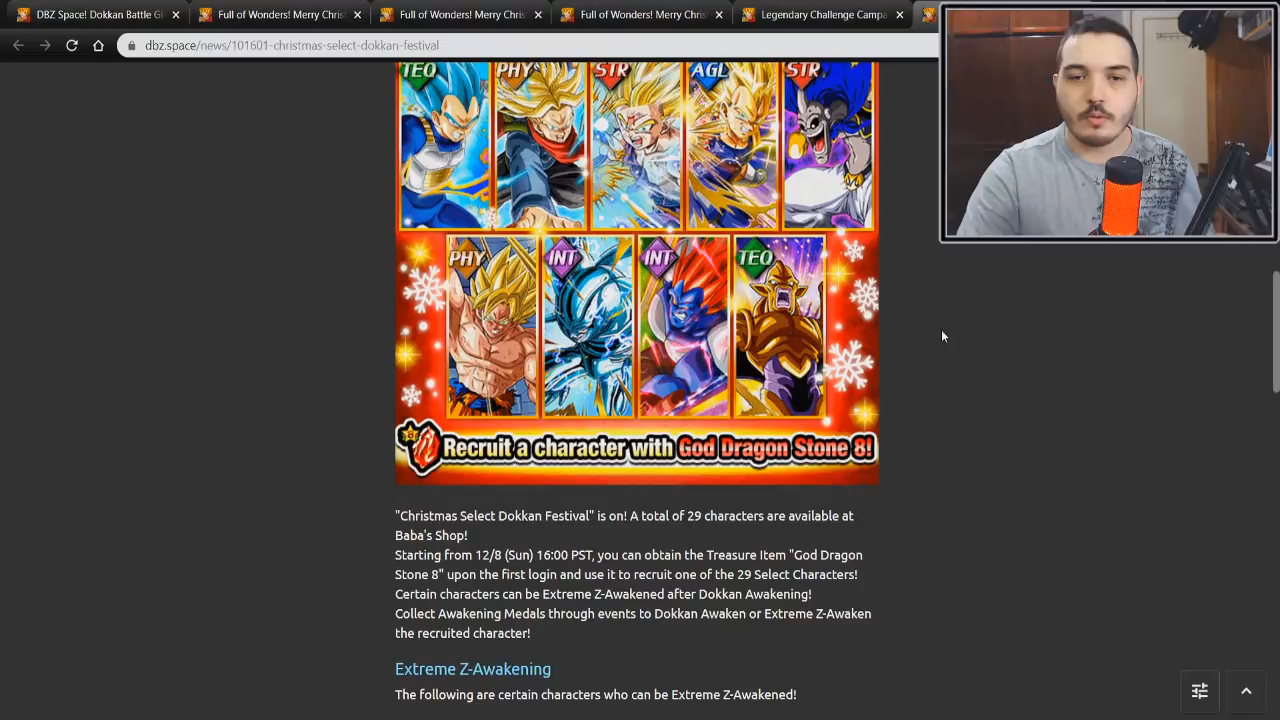 DBZ Space! Dokkan Battle Gl
Full of Wonders! Merry Chris
Full of Wonders! Merry Chris
Full of Wonders! Merry Chris
Legendary Challenge Campa
dbz.space/news/101601-christmas-select-dokkan-festival
TEQ PHY STR AGL STR
PHY INT INT TEQ
Recruit a character with God Dragon Stone 8!
"Christmas Select Dokkan Festival" is on! A total of 29 characters are available at
Baba's Shop!
Starting from 12/8 (Sun) 16:00 PST, you can obtain the Treasure Item "God Dragon
Stone 8" upon the first login and use it to recruit one of the 29 Select Characters!
Certain characters can be Extreme Z-Awakened after Dokkan Awakening!
Collect Awakening Medals through events to Dokkan Awaken or Extreme Z-Awaken
the recruited character!
Extreme Z-Awakening
The following are certain characters who can be Extreme Z-Awakened!